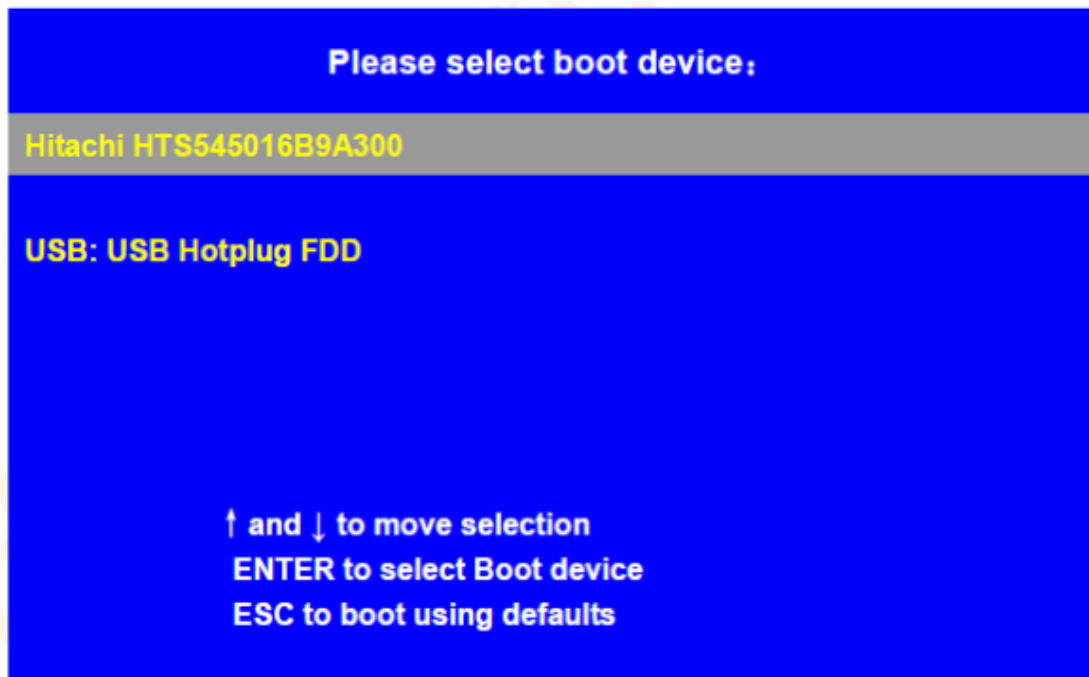 Please select boot device:
Hitachi HTS545016B9A300
USB: USB Hotplug FDD
↑ and ↓ to move selection
ENTER to select Boot device
ESC to boot using defaults